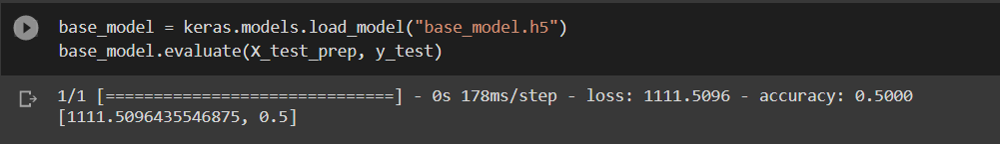 base_model = keras.models.load_model("base_model.h5")
base_model.evaluate(X_test_prep, y_test)
1/1 [==============================] - 0s 178ms/step - loss: 1111.5096 - accuracy: 0.5000
[1111.5096435546875, 0.5]